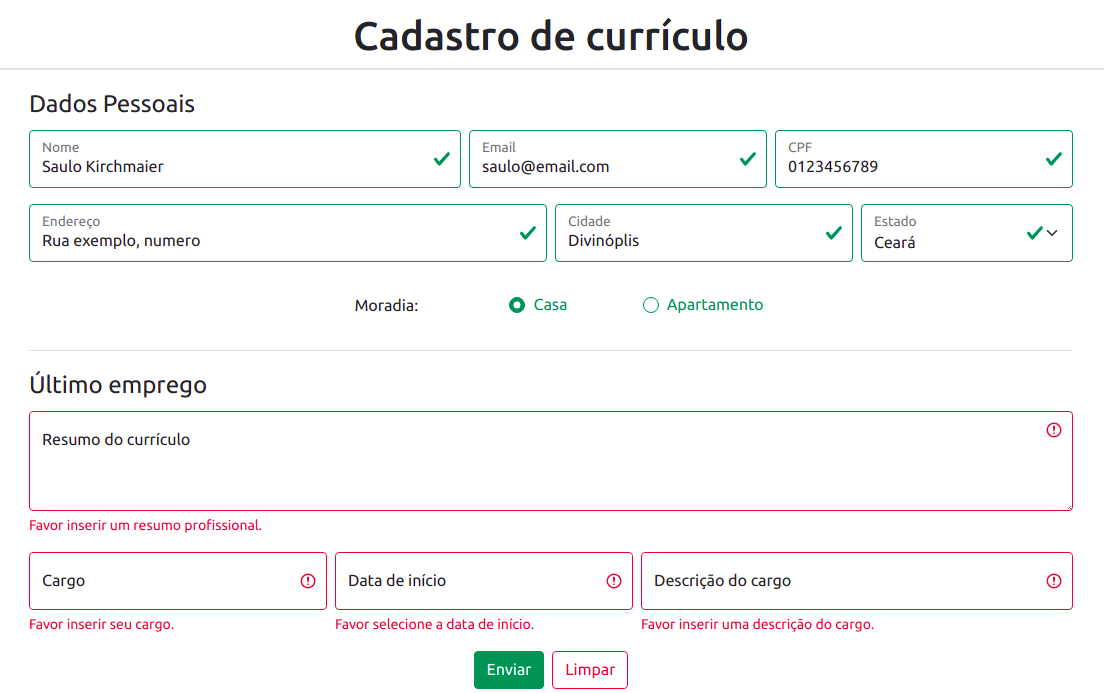 Cadastro de currículo
Dados Pessoais
Nome
Saulo Kirchmaier
Email
saulo@email.com
CPF
0123456789
Endereço
Rua exemplo, numero
Cidade
Divinóplis
Estado
Ceará
Moradia:
Casa
Apartamento
Último emprego
Resumo do currículo
Favor inserir um resumo profissional.
Cargo
Favor inserir seu cargo.
Data de início
Favor selecione a data de início.
Descrição do cargo
Favor inserir uma descrição do cargo.
Enviar
Limpar